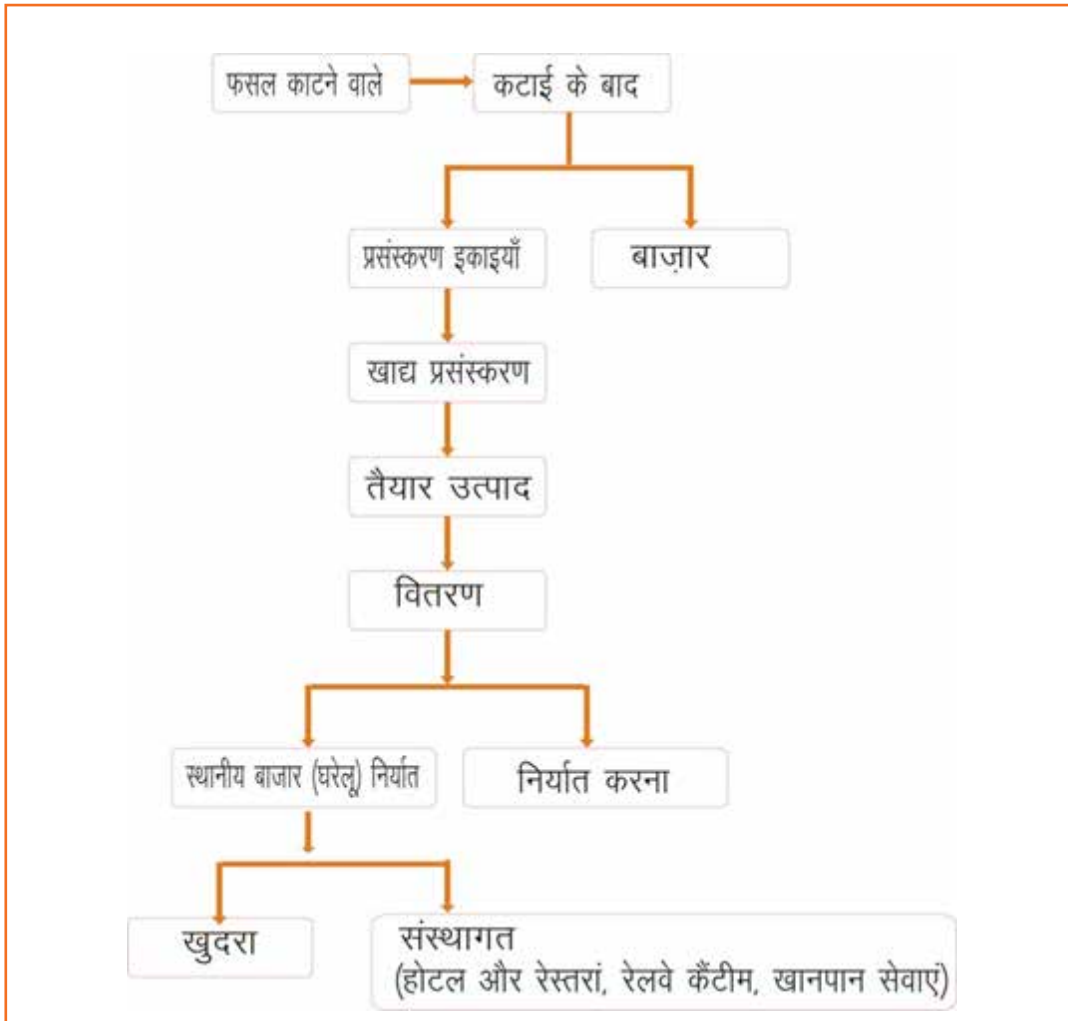 फसल काटने वाले
कटाई के बाद
प्रसंस्करण इकाइयाँ
बाज़ार
खाद्य प्रसंस्करण
तैयार उत्पाद
वितरण
स्थानीय बाजार (घरेलू) निर्यात
निर्यात करना
खुदरा
संस्थागत
(होटल और रेस्तरां, रेलवे कैंटीम, खानपान सेवाएं)